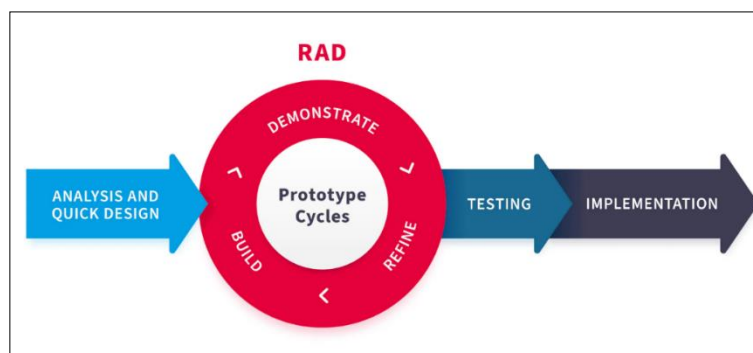 RAD
ANALYSIS AND
QUICK DESIGN
DEMONSTRATE
Prototype
Cycles
BUILD
REFINE
TESTING
IMPLEMENTATION